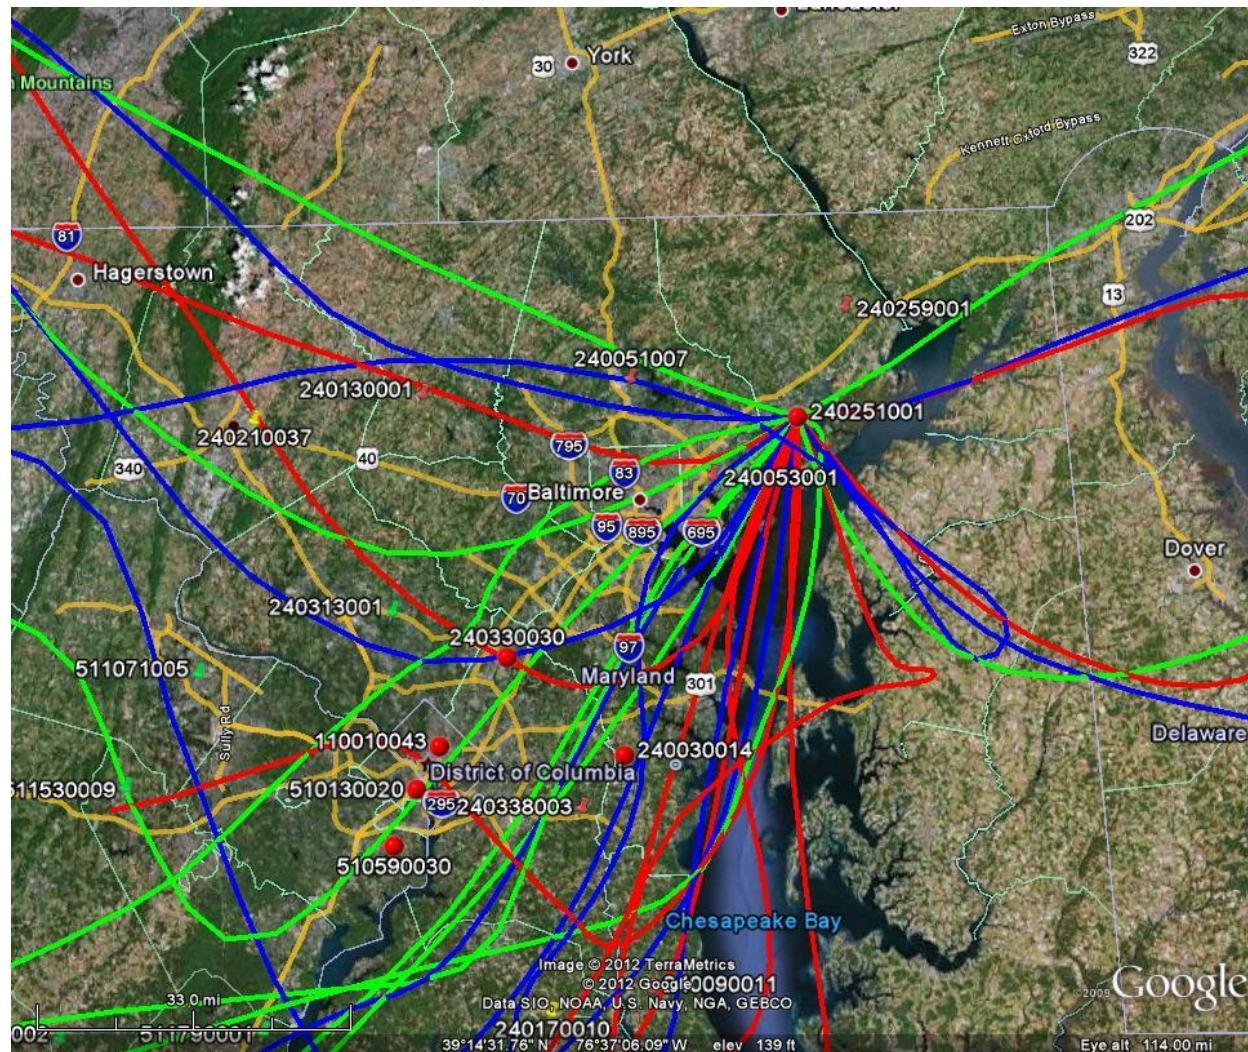 Exton Bypass
322
30
York
Mountains
Kennett Oxford Bypass
202
81
Hagerstown
13
240259001
240051007
240130001
240251001
240210037
795
340
40
83
240053001
70
Baltimore
95
895
695
Dover
240313001
240330030
97
511071005
Maryland
301
Sully Rd
Delaware
110010043
240030014
District of Columbia
511530009
510130020
295
240338003
510590030
Chesapeake Bay
Image © 2012 TerraMetrics
© 2012 Google
Data SIO, NOAA, U.S. Navy, NGA, GEBCO
©2009 Google
33.0 mi
511790001
240170010
39°14'31.76" N 76°37'06.09" W elev 139 ft
Eye alt 114.00 mi